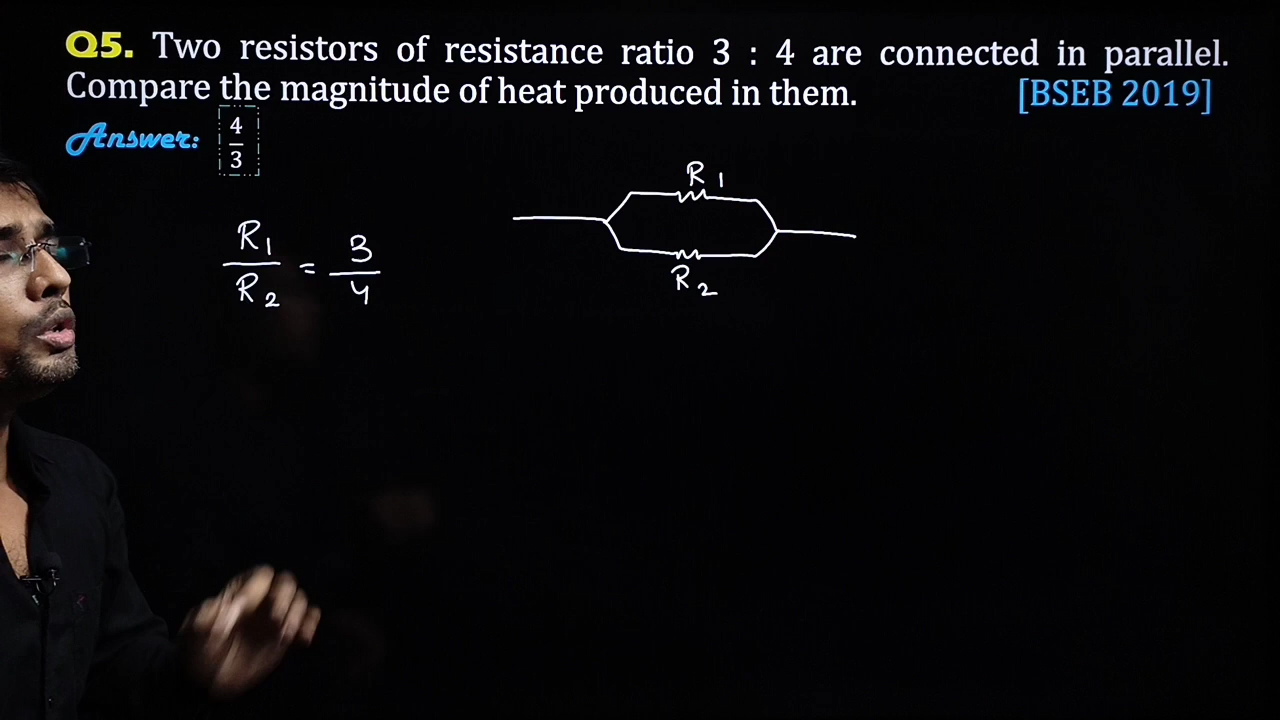 Q5. Two resistors of resistance ratio 3 : 4 are connected in parallel.
Compare the magnitude of heat produced in them. [BSEB 2019]
Answer: 4/3
R1
R1/R2 = 3/4
R2